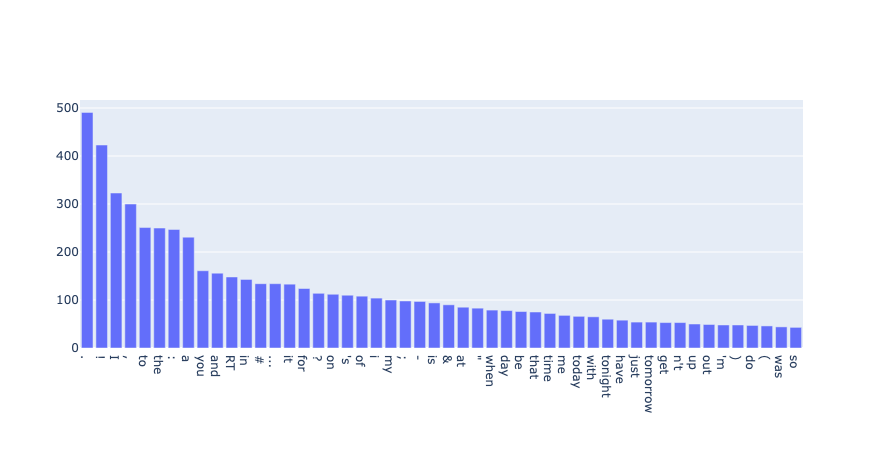 500
400
300
200
100
0
.
!
I
,
to
the
:
a
you
and
RT
in
#
...
it
for
?
on
's
of
i
my
;
-
is
&
at
"
when
day
be
that
time
me
today
with
tonight
have
just
tomorrow
get
n't
up
out
'm
)
do
(
was
so